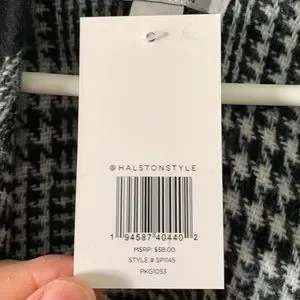 @HALSTONSTYLE
1 94587 40440 2
MSRP: $58.00
STYLE # SP1145
PKG1053